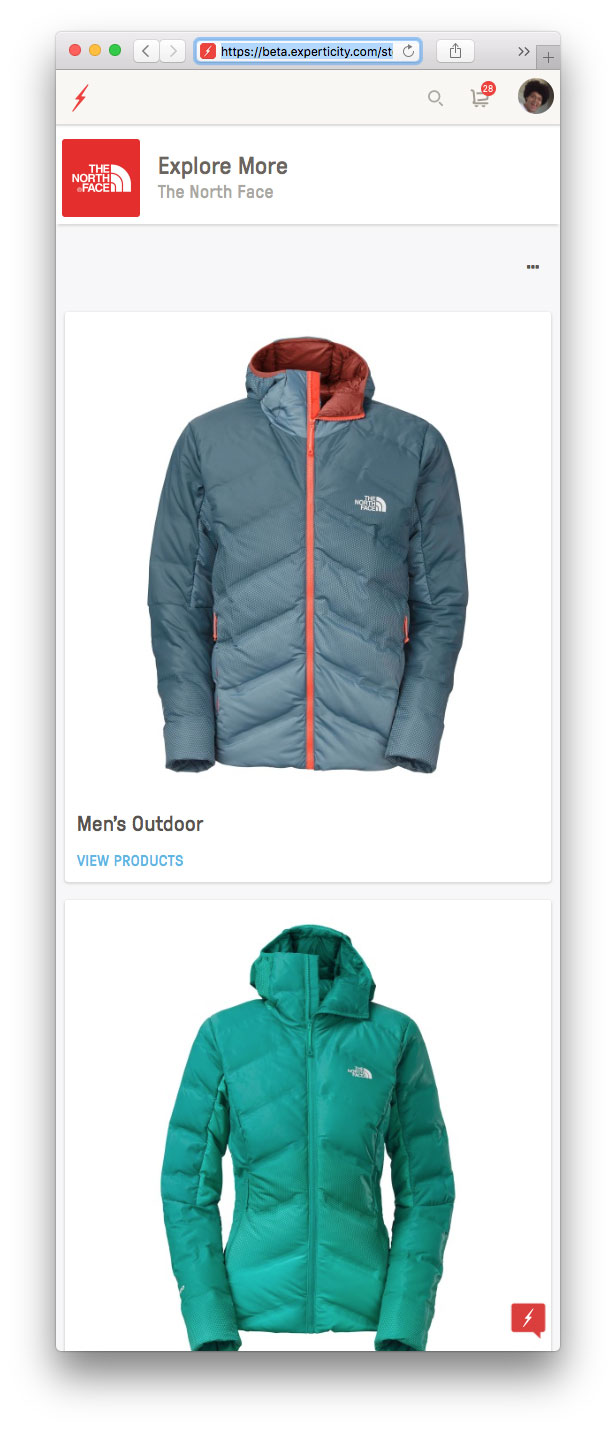 https://beta.experticity.com/st
28
THE
NORTH
FACE
Explore More
The North Face
THE
NORTH
FACE
Men's Outdoor
VIEW PRODUCTS
THE
NORTH
FACE